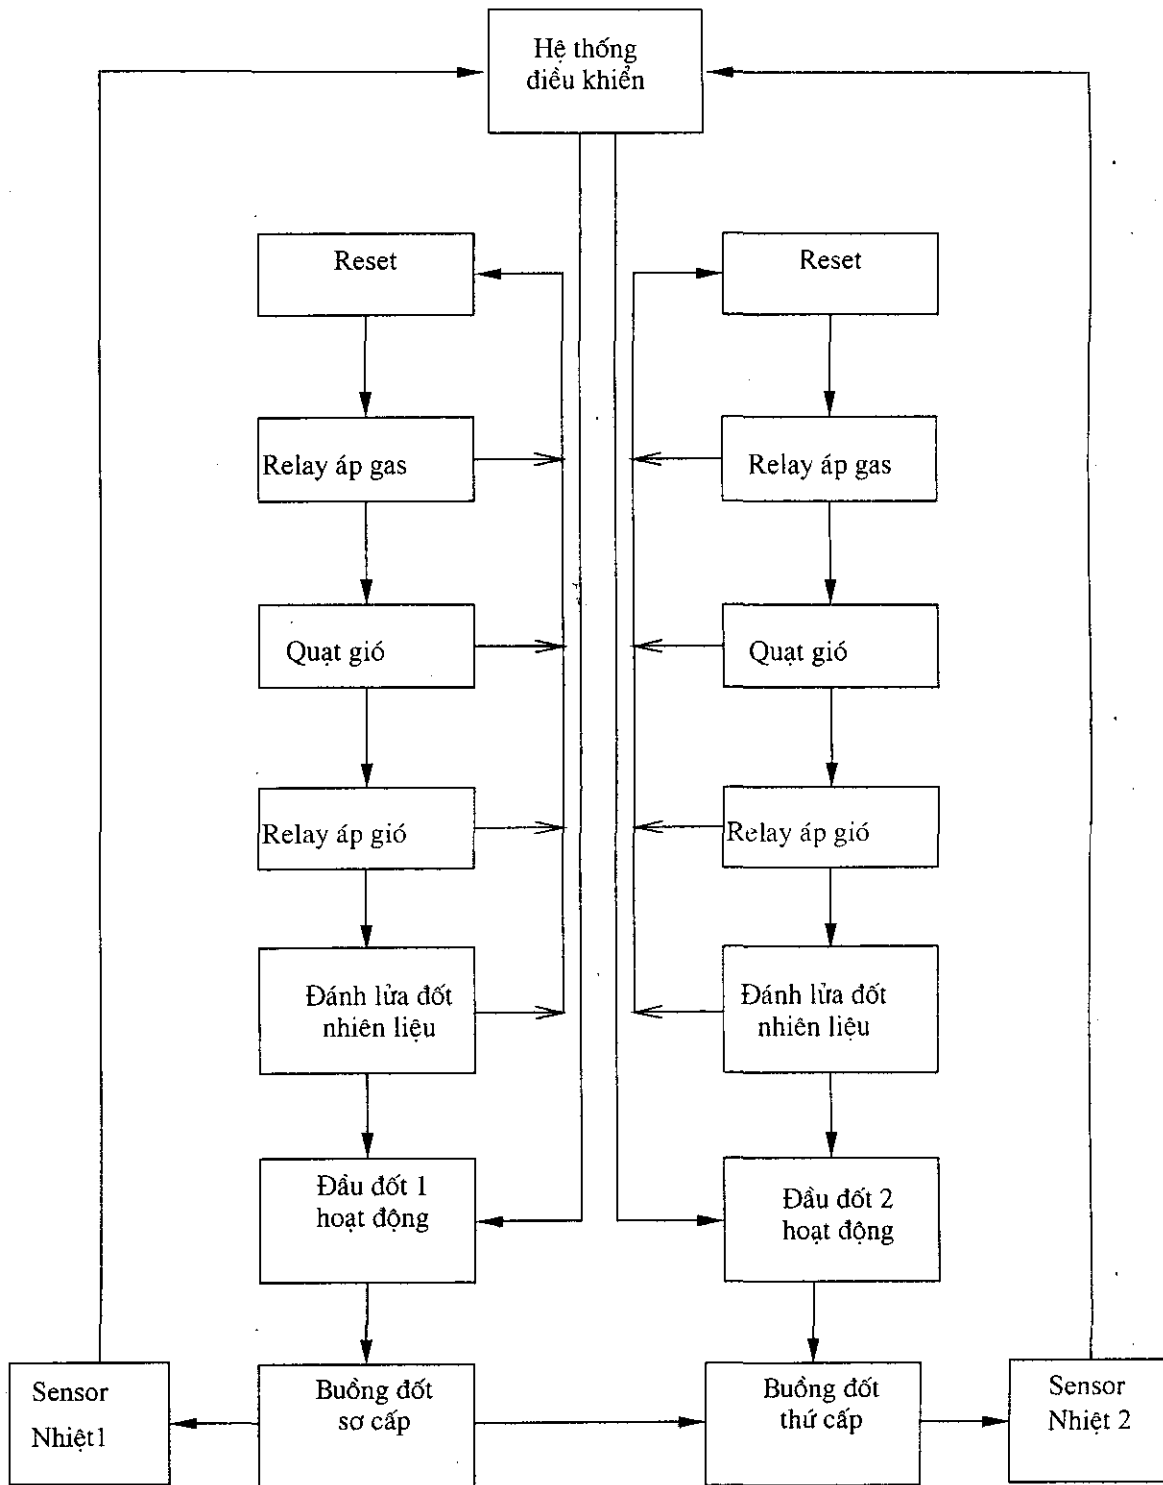 Hệ thống
điều khiển
Reset
Reset
Relay áp gas
Relay áp gas
Quạt gió
Quạt gió
Relay áp gió
Relay áp gió
Đánh lửa đốt
nhiên liệu
Đánh lửa đốt
nhiên liệu
Đầu đốt 1
hoạt động
Đầu đốt 2
hoạt động
Sensor
Nhiệt1
Buồng đốt
sơ cấp
Buồng đốt
thứ cấp
Sensor
Nhiệt 2